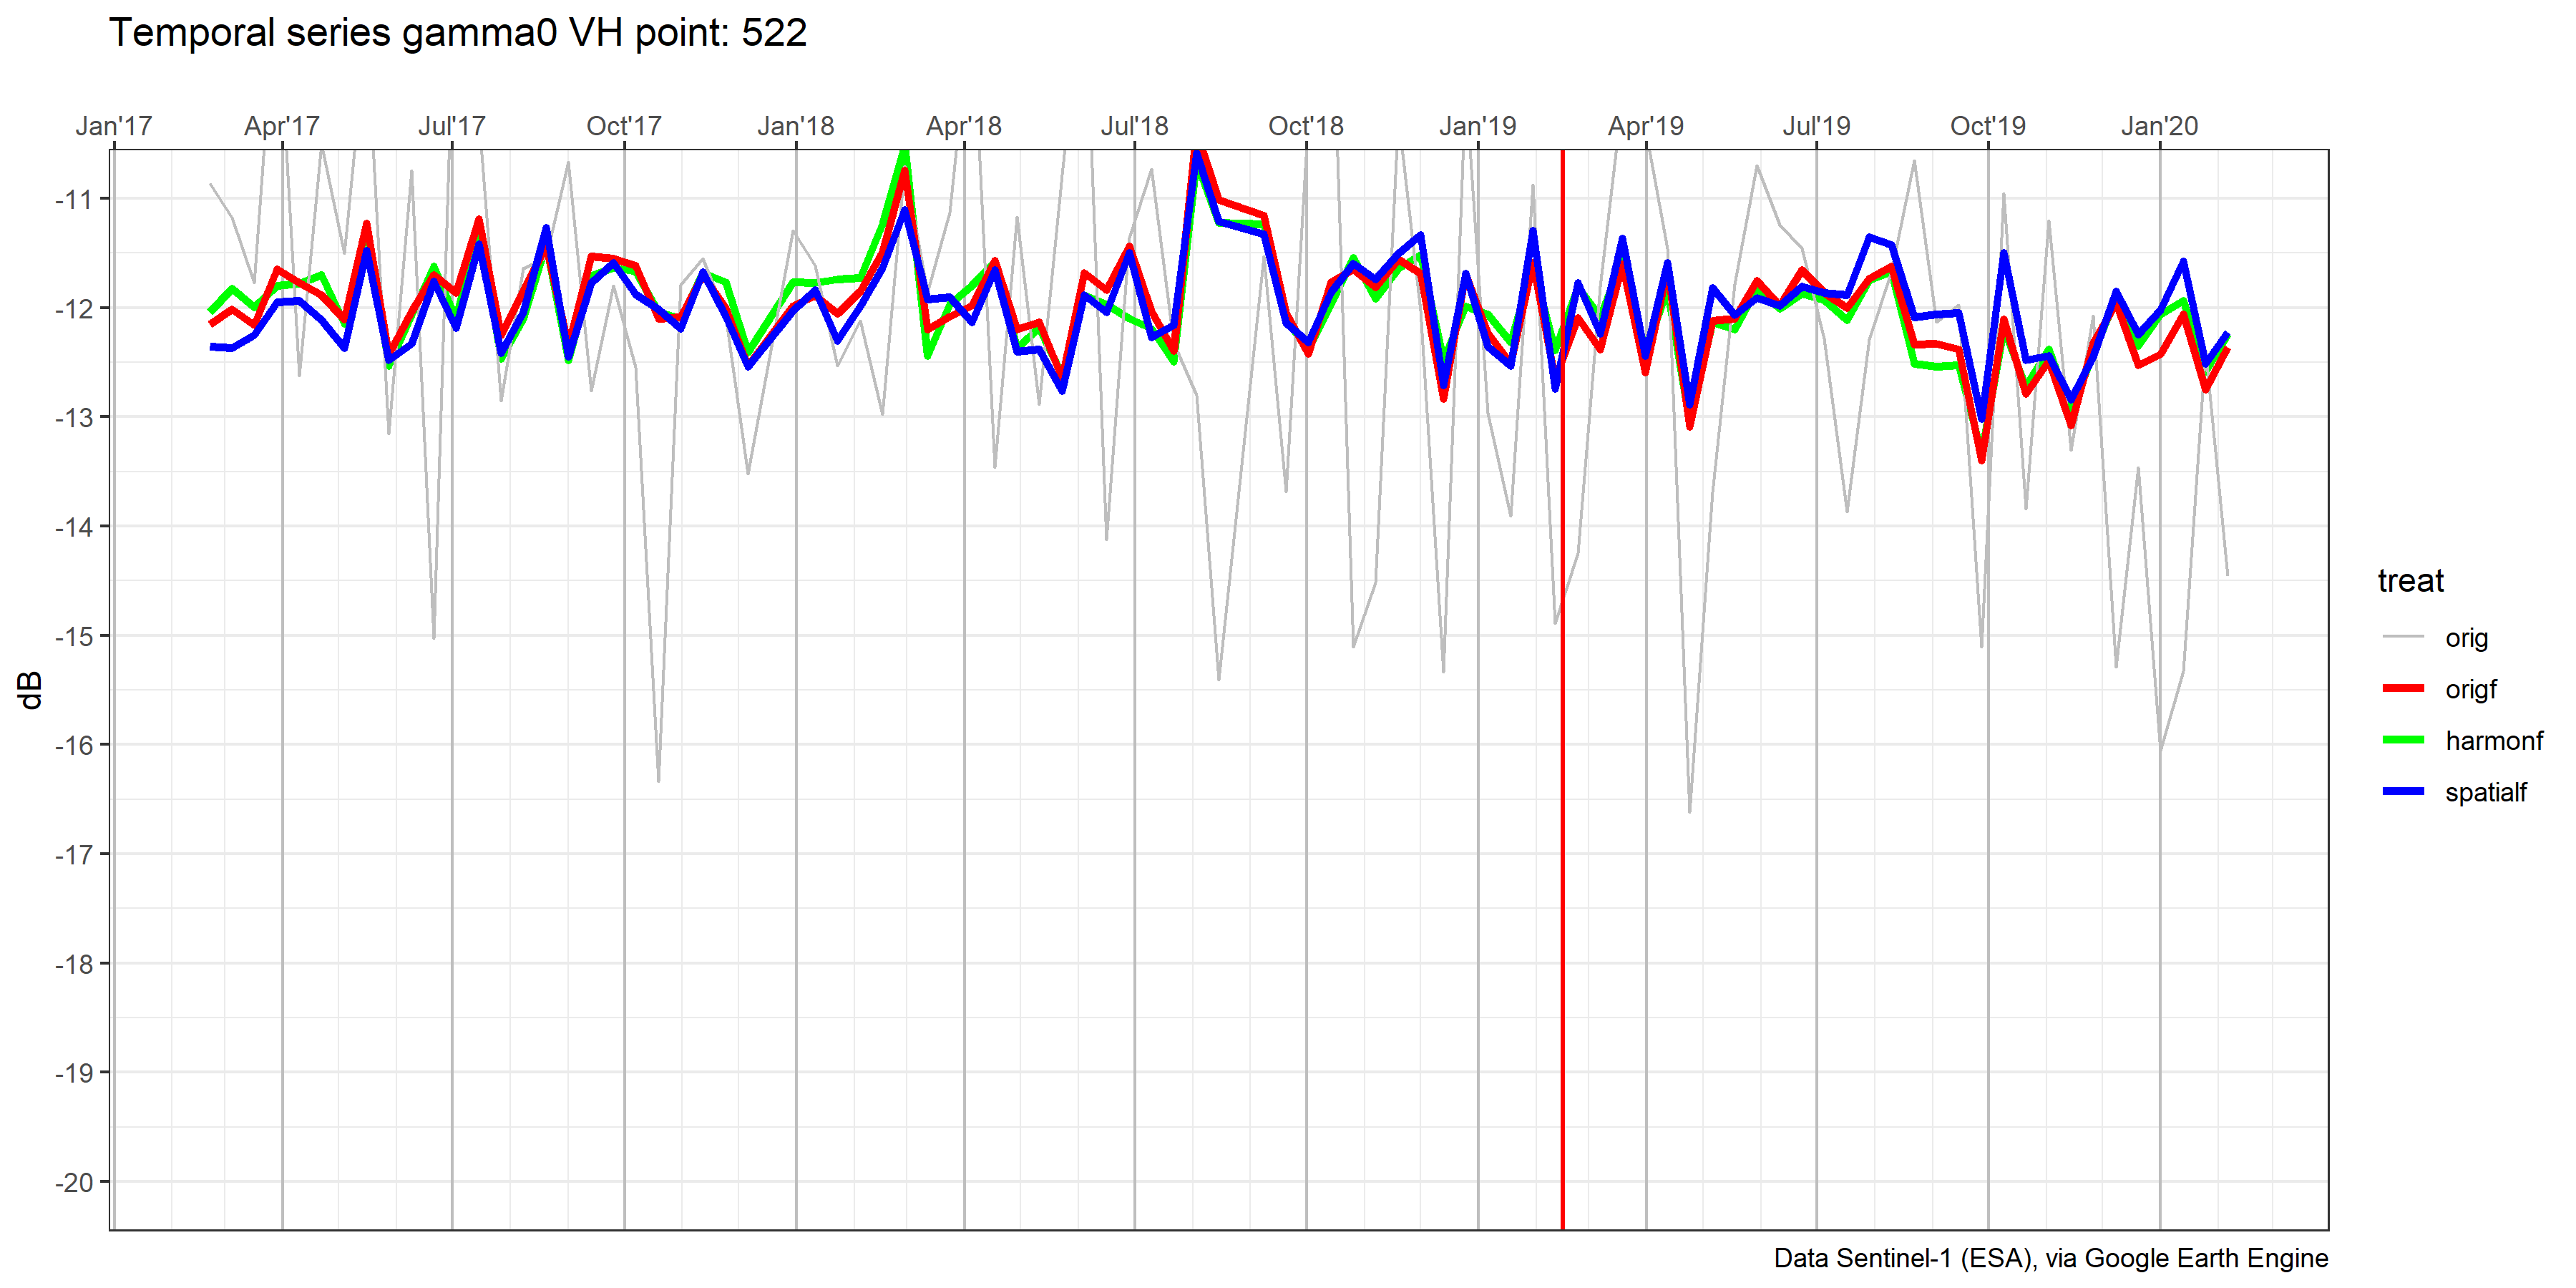 Temporal series gamma0 VH point: 522
Jan'17 Apr'17 Jul'17 Oct'17 Jan'18 Apr'18 Jul'18 Oct'18 Jan'19 Apr'19 Jul'19 Oct'19 Jan'20
-11
-12
-13
-14
-15
-16
-17
-18
-19
-20
dB
treat
orig
origf
harmonf
spatialf
Data Sentinel-1 (ESA), via Google Earth Engine